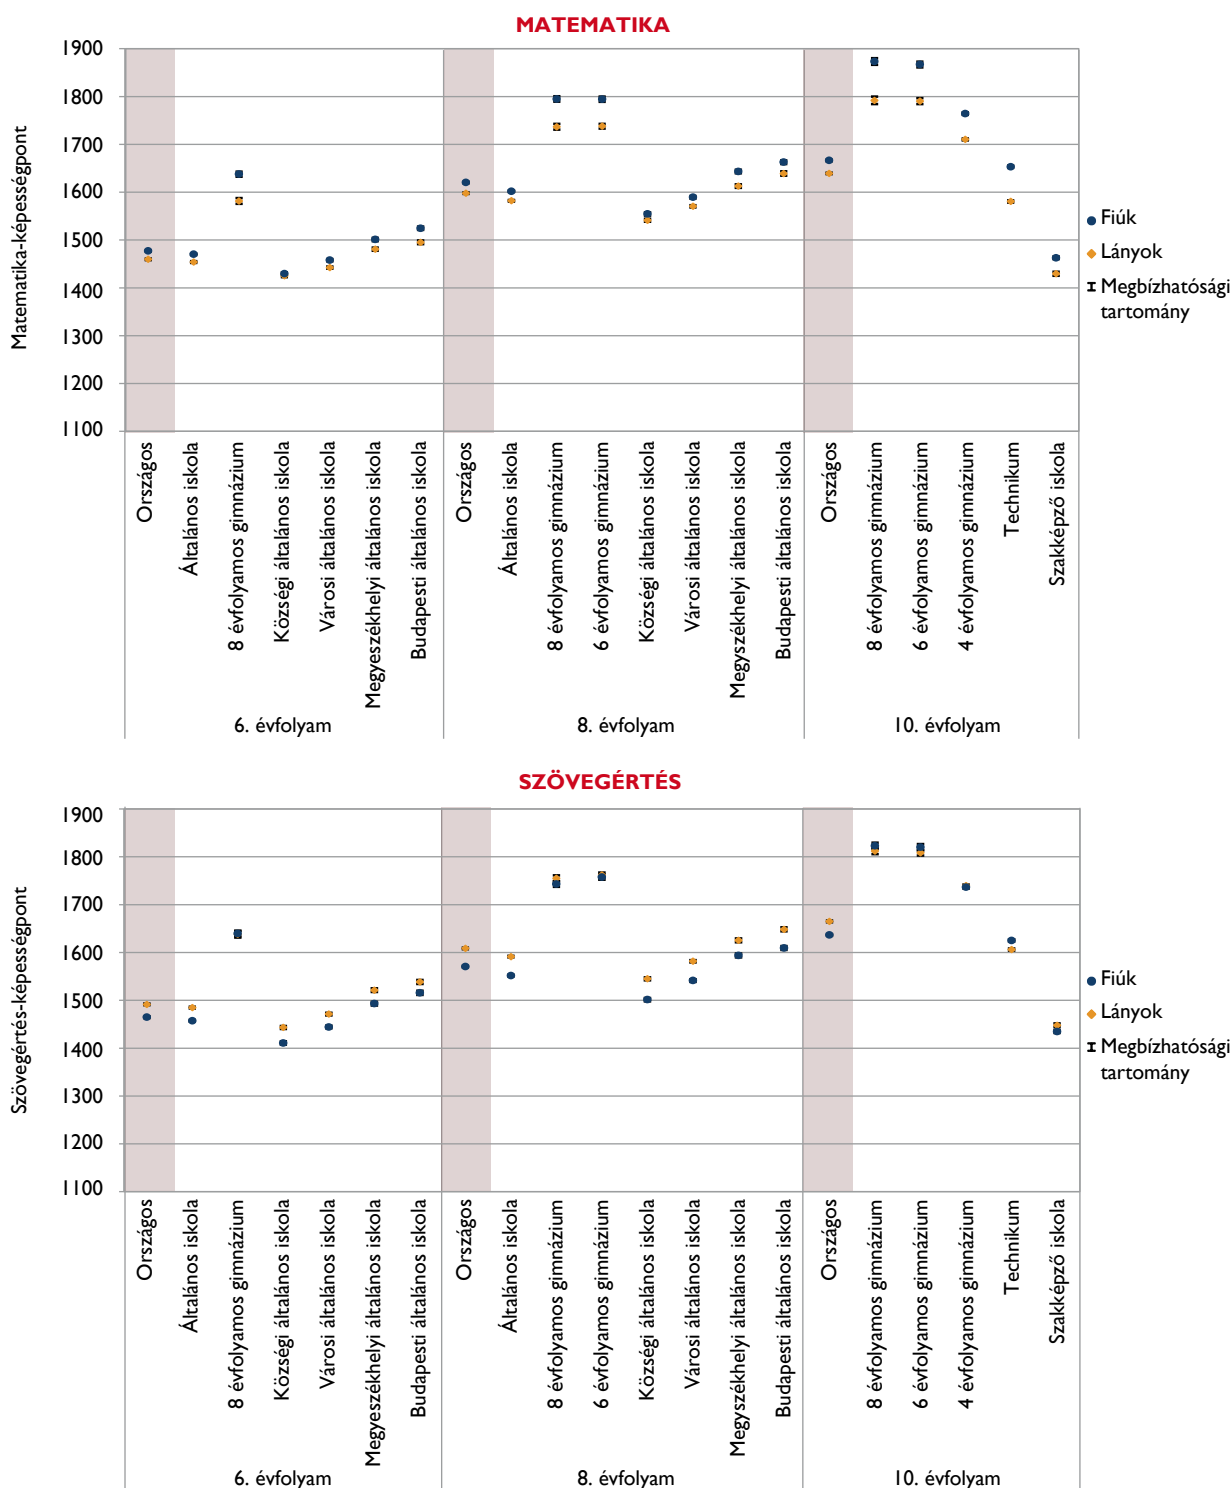 MATEMATIKA
Matematika-képességpont
1900
1800
1700
1600
1500
1400
1300
1200
1100
Országos
Általános iskola
8 évfolyamos gimnázium
Községi általános iskola
Városi általános iskola
Megyeszékhelyi általános iskola
Budapesti általános iskola
Országos
Általános iskola
8 évfolyamos gimnázium
6 évfolyamos gimnázium
Községi általános iskola
Városi általános iskola
Megyszékhelyi általános iskola
Budapesti általános iskola
Országos
8 évfolyamos gimnázium
6 évfolyamos gimnázium
4 évfolyamos gimnázium
Technikum
Szakképző iskola
6. évfolyam
8. évfolyam
10. évfolyam
Fiúk
Lányok
Megbízhatósági
tartomány
SZÖVEGÉRTÉS
Szövegértés-képességpont
1900
1800
1700
1600
1500
1400
1300
1200
1100
Országos
Általános iskola
8 évfolyamos gimnázium
Községi általános iskola
Városi általános iskola
Megyeszékhelyi általános iskola
Budapesti általános iskola
Országos
Általános iskola
8 évfolyamos gimnázium
6 évfolyamos gimnázium
Községi általános iskola
Városi általános iskola
Megyszékhelyi általános iskola
Budapesti általános iskola
Országos
8 évfolyamos gimnázium
6 évfolyamos gimnázium
4 évfolyamos gimnázium
Technikum
Szakképző iskola
6. évfolyam
8. évfolyam
10. évfolyam
Fiúk
Lányok
Megbízhatósági
tartomány